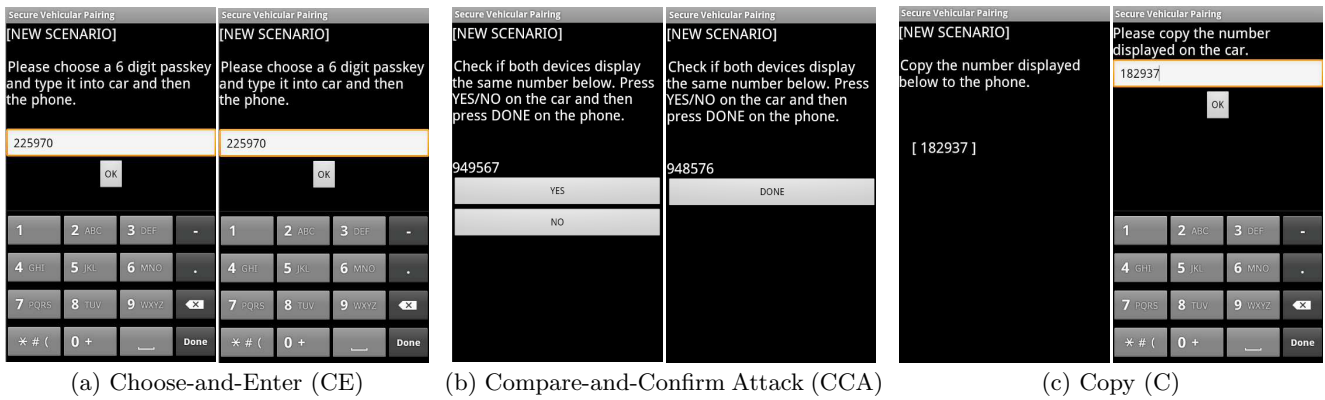 Secure Vehicular Pairing
[NEW SCENARIO]
Please choose a 6 digit passkey
and type it into car and then
the phone.
225970
OK
1 2 ABC 3 DEF -
4 GHI 5 JKL 6 MNO .
7 PQRS 8 TUV 9 WXYZ
* # ( 0 + Done
Secure Vehicular Pairing
[NEW SCENARIO]
Please choose a 6 digit passkey
and type it into car and then
the phone.
225970
OK
1 2 ABC 3 DEF -
4 GHI 5 JKL 6 MNO .
7 PQRS 8 TUV 9 WXYZ
* # ( 0 + Done
(a) Choose-and-Enter (CE)
Secure Vehicular Pairing
[NEW SCENARIO]
Check if both devices display
the same number below. Press
YES/NO on the car and then
press DONE on the phone.
949567
YES
NO
Secure Vehicular Pairing
[NEW SCENARIO]
Check if both devices display
the same number below. Press
YES/NO on the car and then
press DONE on the phone.
948576
DONE
(b) Compare-and-Confirm Attack (CCA)
Secure Vehicular Pairing
[NEW SCENARIO]
Copy the number displayed
below to the phone.
[ 182937 ]
Secure Vehicular Pairing
Please copy the number
displayed on the car.
182937
OK
1 2 ABC 3 DEF -
4 GHI 5 JKL 6 MNO .
7 PQRS 8 TUV 9 WXYZ
* # ( 0 + Done
(c) Copy (C)